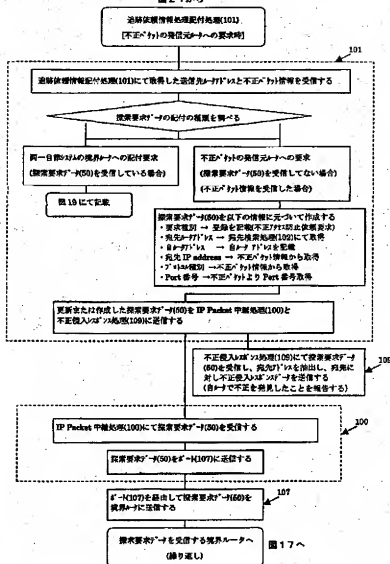 図21から
追跡依頼情報処理配付処理(101)
[不正パケットの発信元ルータへの要求時]
101
追跡依頼情報配付処理(101)にて取得した送信先ルータアドレスと不正パケット情報を受信する
探索要求データの配付の種類を調べる
同一自律システムの境界ルータへの配付要求
(探索要求データ(50)を受信している場合)
不正パケットの発信元ルータへの要求
(探索要求データ(50)を受信してない場合)
(不正パケット情報を受信した場合)
図19にて記載
探索要求データ(50)を以下の情報に元づいて作成する
・要求種別 → 登録を記載(不正アクセス防止依頼要求)
・宛先ルータアドレス → 宛先検索処理(102)にて取得
・自ルータアドレス → 自ルータアドレスを記載
・宛先 IP address → 不正パケット情報から取得
・プロトコル種別 → 不正パケット情報から取得
・Port 番号 → 不正パケットより Port 番号取得
更新または作成した探索要求データ(50)を IP Packet 中継処理(100)と
不正侵入レスポンス処理(109)に送信する
不正侵入レスポンス処理(109)にて探索要求データ
(50)を受信し、宛先アドレスを抽出し、宛先に
対し不正侵入レスポンスデータを送信する
(自ルータで不正を発見したことを報告する)
109
100
IP Packet 中継処理(100)にて探索要求データ(50)を受信する
探索要求データ(50)をポート(107)に送信する
107
ポート(107)を経由して探索要求データ(50)を
境界ルータに送信する
探求要求データを受信する境界ルータへ
(繰り返し)
図17へ